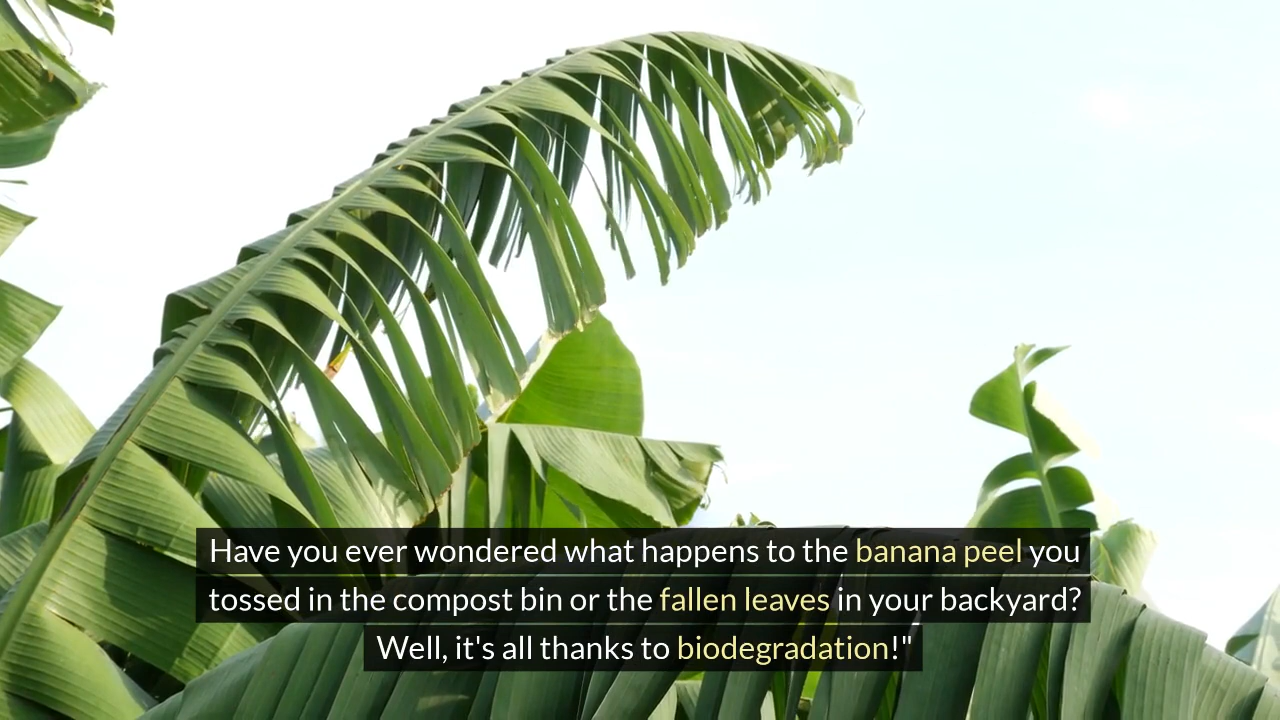 Have you ever wondered what happens to the banana peel you
tossed in the compost bin or the fallen leaves in your backyard?
Well, it's all thanks to biodegradation!"